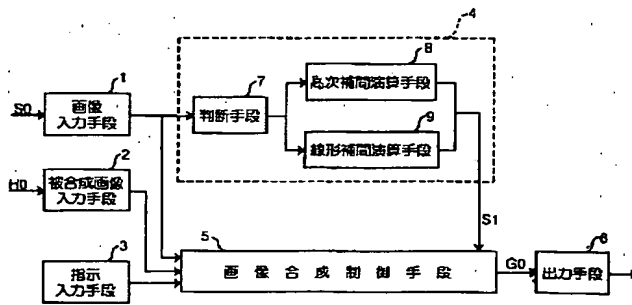 4
1
7
8
高次補間演算手段
S0
画像
入力手段
判断手段
9
線形補間演算手段
2
H0
被合成画像
入力手段
S1
3
指示
入力手段
5
画像合成制御手段
G0
6
出力手段